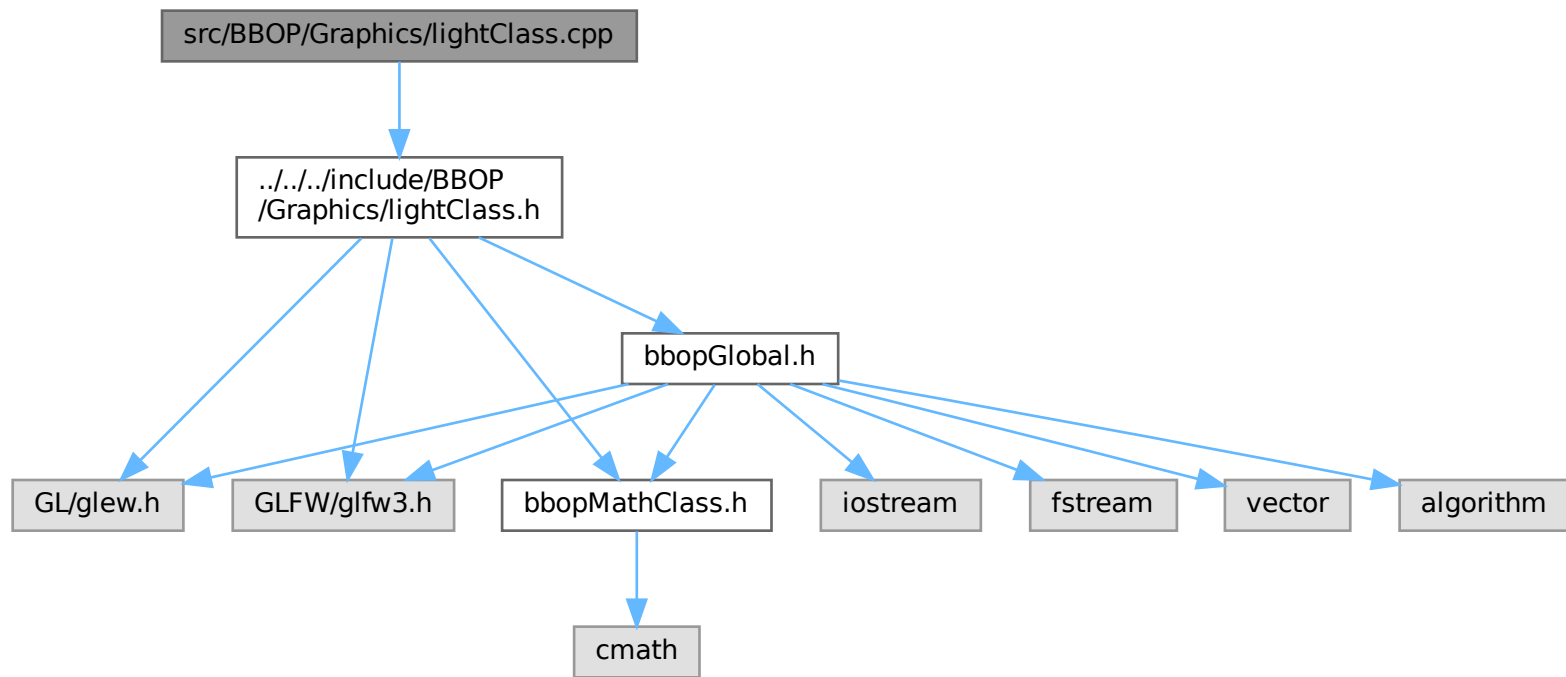 src/BBOP/Graphics/lightClass.cpp
../../../include/BBOP
/Graphics/lightClass.h
bbopGlobal.h
GL/glew.h
GLFW/glfw3.h
bbopMathClass.h
iostream
fstream
vector
algorithm
cmath